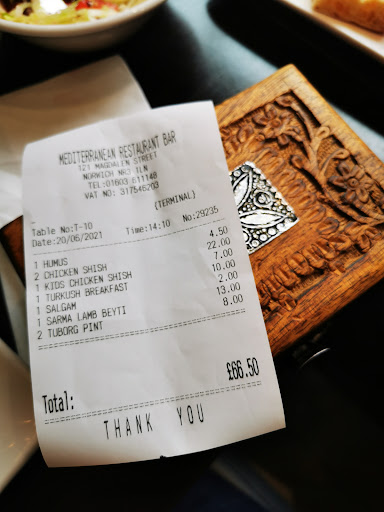 MEDITERRANEAN RESTAURANT BAR
121 MAGDALEN STREET
NORWICH NR3 1LN
TEL:01603 611148
VAT NO: 317546203
(TERMINAL)
Table No:T-10
Date:20/06/2021 Time:14:10 No:29235
1 HUMUS 4.50
2 CHICKEN SHISH 22.00
1 KIDS CHICKEN SHISH 7.00
1 TURKUSH BREAKFAST 10.00
1 SALGAM 2.00
1 SARMA LAMB BEYTI 13.00
2 TUBORG PINT 8.00
Total: £66.50
THANK YOU